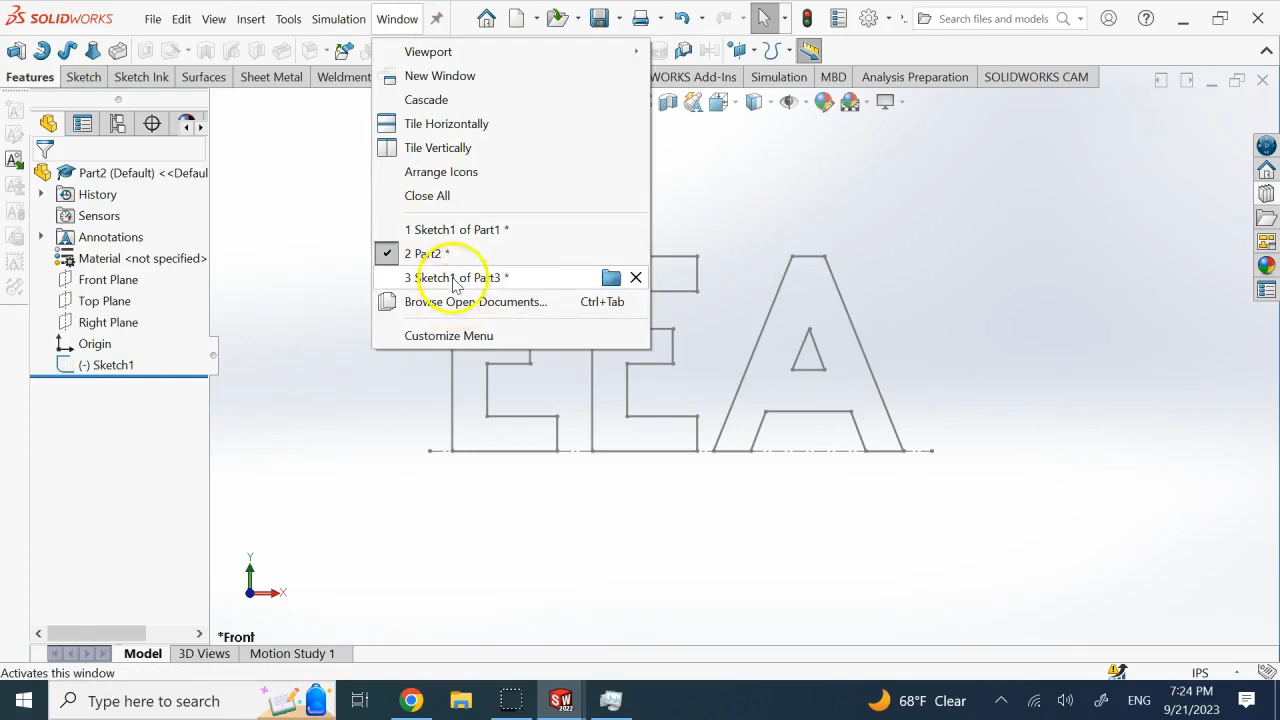 SOLIDWORKS File Edit View Insert Tools Simulation Window Search files and models
Features Sketch Sketch Ink Surfaces Sheet Metal WORKS Add-Ins Simulation MBD Analysis Preparation SOLIDWORKS CAM
Viewport
New Window
Cascade
Tile Horizontally
Tile Vertically
Arrange Icons
Close All
1 Sketch1 of Part1 *
2 Part2 *
3 Sketch1 of Part3 *
Browse Open Documents... Ctrl+Tab
Customize Menu
Part2 (Default) <<Defaul
History
Sensors
Annotations
Material <not specified>
Front Plane
Top Plane
Right Plane
Origin
(-) Sketch1
EEA
Y
X
*Front
Model 3D Views Motion Study 1
Activates this window IPS
Type here to search
SW
2022
68°F Clear
ENG
7:24 PM
9/21/2023